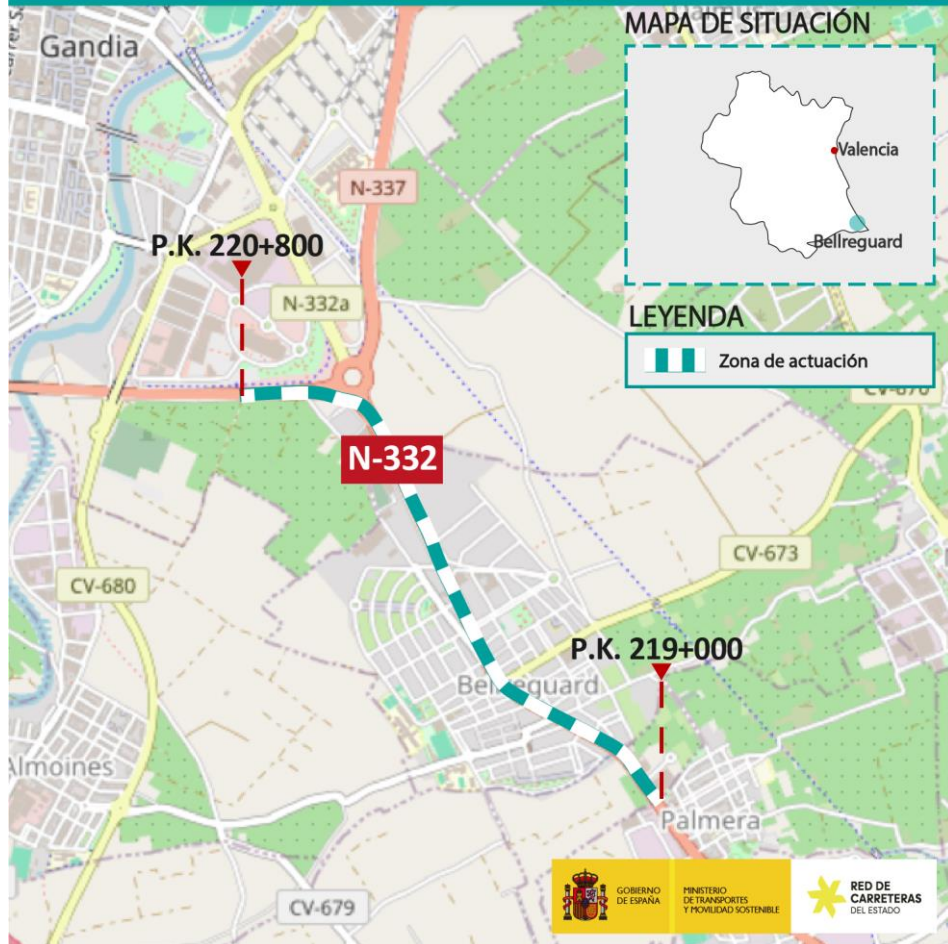 MAPA DE SITUACIÓN
Valencia
Bellreguard
LEYENDA
Zona de actuación
Gandia
N-337
P.K. 220+800
N-332a
N-332
CV-673
CV-680
P.K. 219+000
Bellreguard
Almoines
Palmera
CV-679
GOBIERNO
DE ESPAÑA
MINISTERIO
DE TRANSPORTES
Y MOVILIDAD SOSTENIBLE
RED DE
CARRETERAS
DEL ESTADO